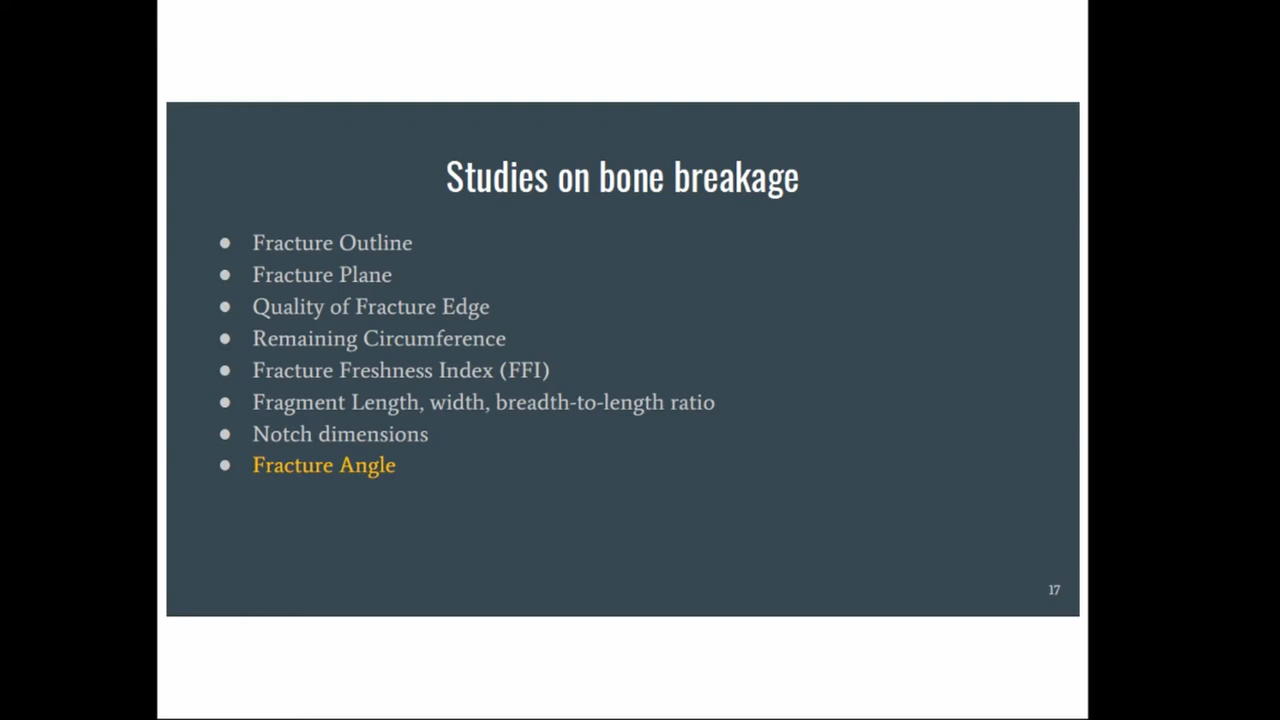 Studies on bone breakage
● Fracture Outline
● Fracture Plane
● Quality of Fracture Edge
● Remaining Circumference
● Fracture Freshness Index (FFI)
● Fragment Length, width, breadth-to-length ratio
● Notch dimensions
● Fracture Angle
17